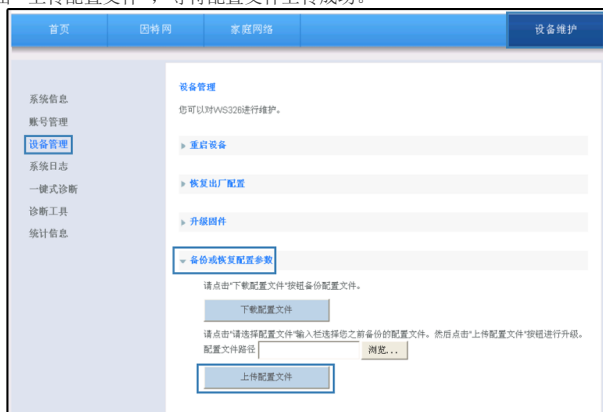 上传配置文件”，等待配置文件上传成功。
首页 因特网 家庭网络 设备维护
系统信息
账号管理
设备管理
系统日志
一键式诊断
诊断工具
统计信息
设备管理
您可以对WS326进行维护。
重启设备
恢复出厂配置
升级固件
备份或恢复配置参数
请点击"下载配置文件"按钮备份配置文件。
下载配置文件
请点击"请选择配置文件"输入栏选择您之前备份的配置文件。然后点击"上传配置文件"按钮进行升级。
配置文件路径 浏览...
上传配置文件